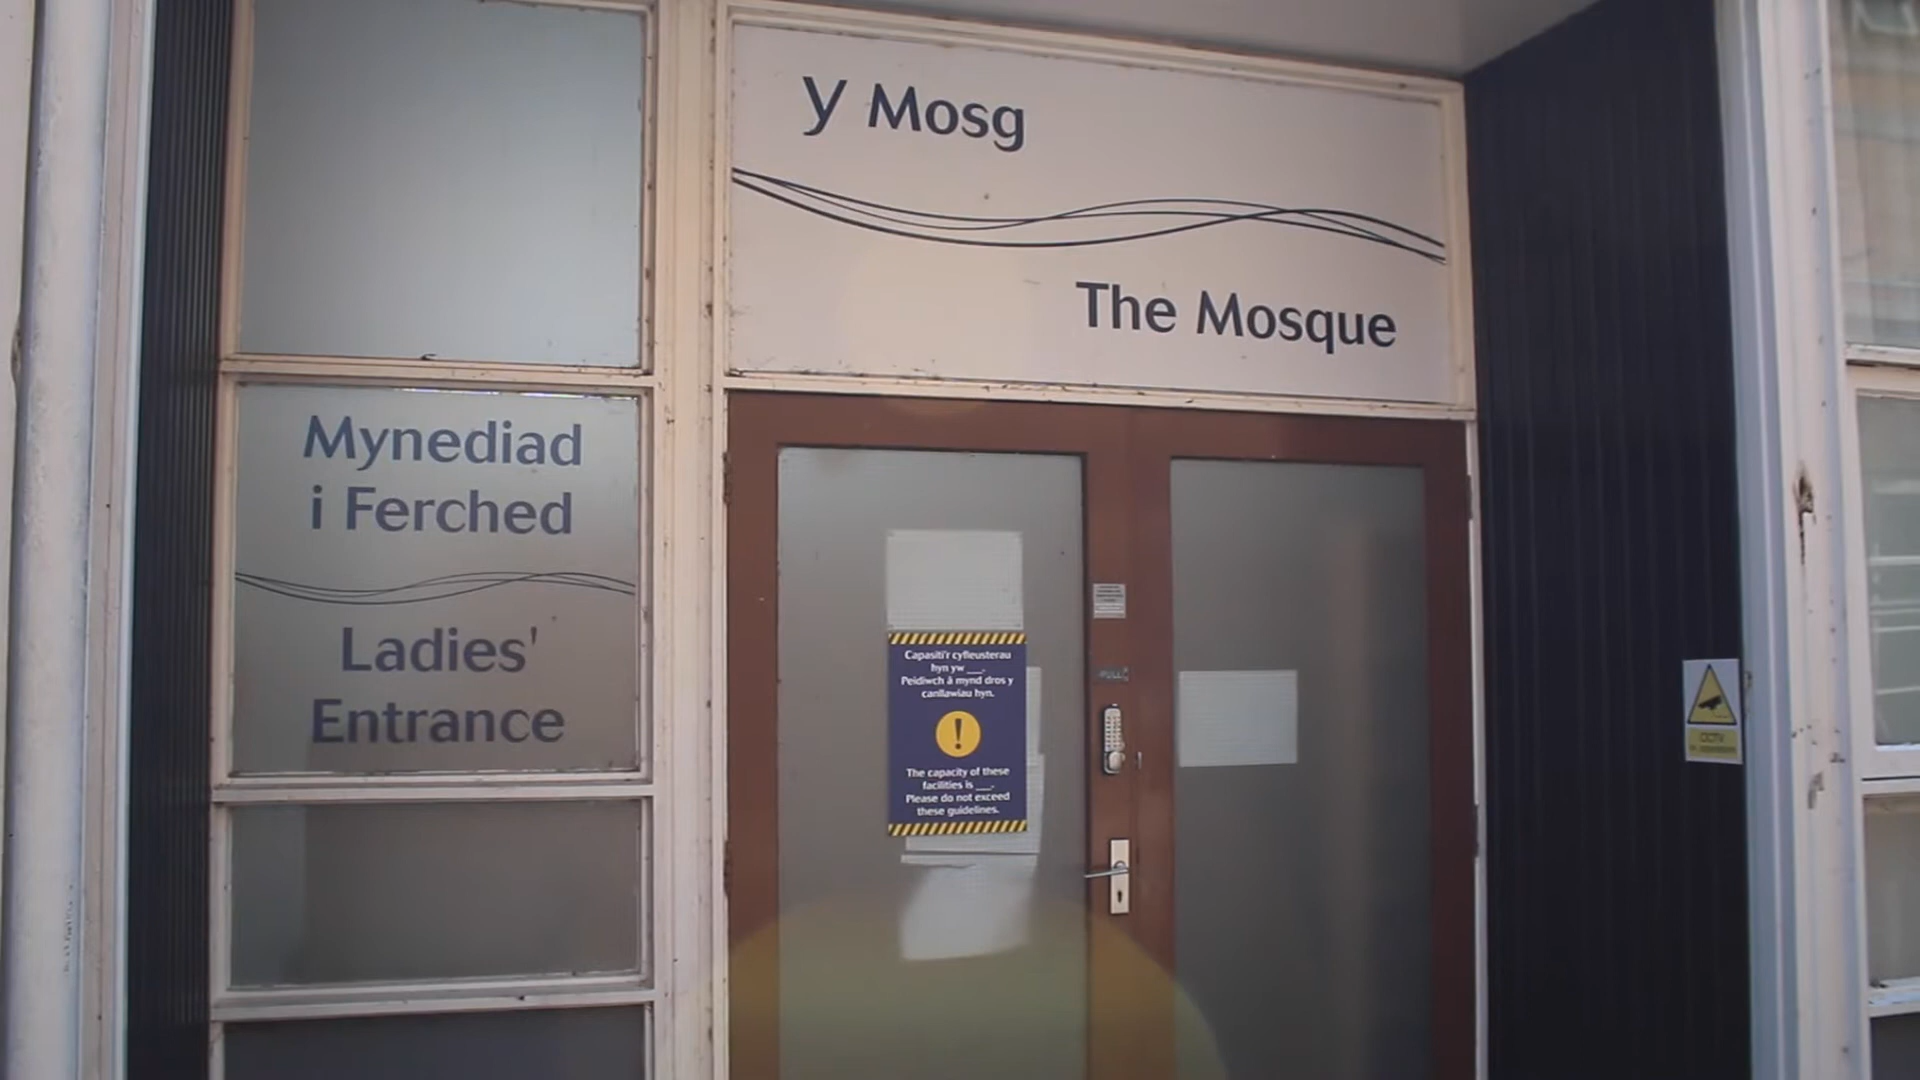 y Mosg
The Mosque
Mynediad
i Ferched
Ladies'
Entrance
Capasiti'r cyfleusterau
hyn yw ___.
Peidiwch â mynd dros y
canllawiau hyn.
!
The capacity of these
facilities is ___.
Please do not exceed
these guidelines.
PULL
CCTV